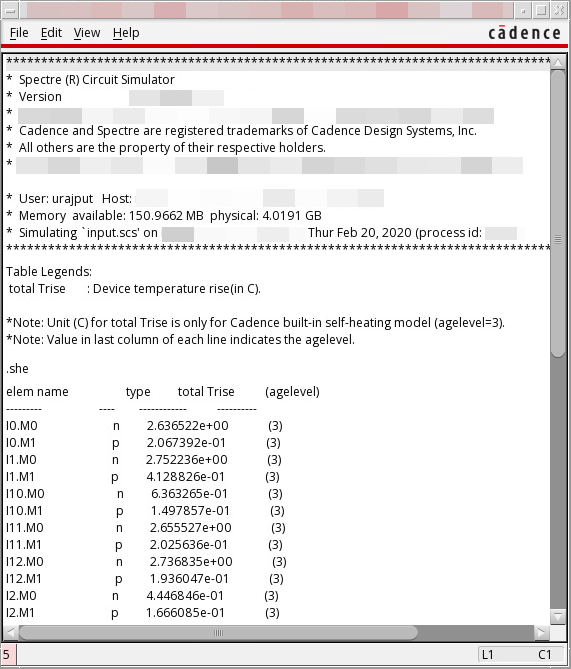 File Edit View Help
cādence
******************************************************************************
* Spectre (R) Circuit Simulator
* Version
*
* Cadence and Spectre are registered trademarks of Cadence Design Systems, Inc.
* All others are the property of their respective holders.
*
* User: urajput Host:
* Memory available: 150.9662 MB physical: 4.0191 GB
* Simulating `input.scs' on Thur Feb 20, 2020 (process id:
******************************************************************************
Table Legends:
total Trise : Device temperature rise(in C).
*Note: Unit (C) for total Trise is only for Cadence built-in self-heating model (agelevel=3).
*Note: Value in last column of each line indicates the agelevel.
.she
elem name type total Trise (agelevel)
--------- ---- ------------ ----------
I0.M0 n 2.636522e+00 (3)
I0.M1 p 2.067392e-01 (3)
I1.M0 n 2.752236e+00 (3)
I1.M1 p 4.128826e-01 (3)
I10.M0 n 6.363265e-01 (3)
I10.M1 p 1.497857e-01 (3)
I11.M0 n 2.655527e+00 (3)
I11.M1 p 2.025636e-01 (3)
I12.M0 n 2.736835e+00 (3)
I12.M1 p 1.936047e-01 (3)
I2.M0 n 4.446846e-01 (3)
I2.M1 p 1.666085e-01 (3)
5 L1 C1